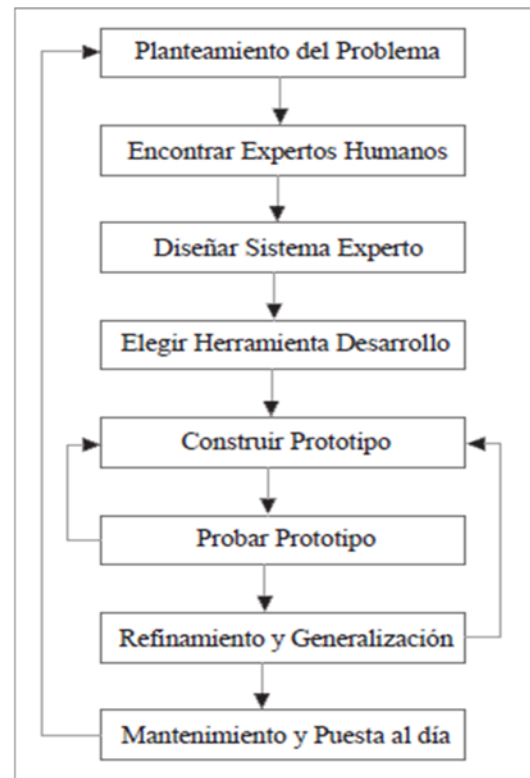 Planteamiento del Problema
Encontrar Expertos Humanos
Diseñar Sistema Experto
Elegir Herramienta Desarrollo
Construir Prototipo
Probar Prototipo
Refinamiento y Generalización
Mantenimiento y Puesta al día